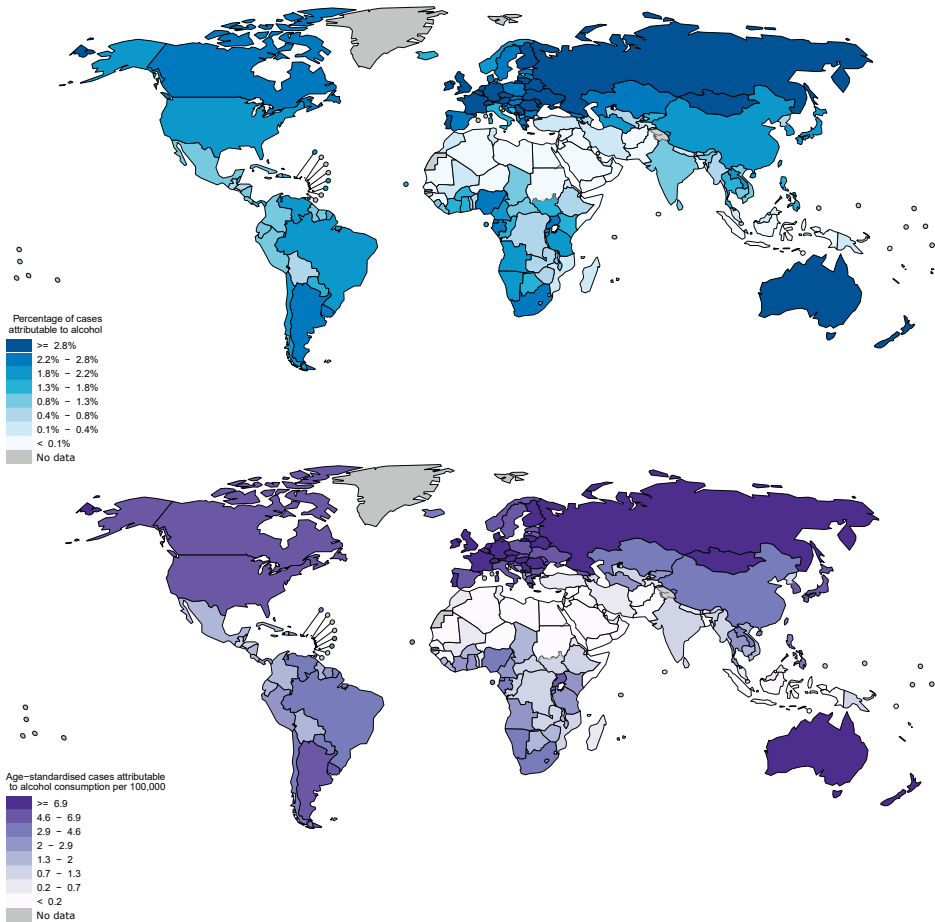 Percentage of cases
attributable to alcohol
>= 2.8%
2.2% − 2.8%
1.8% − 2.2%
1.3% − 1.8%
0.8% − 1.3%
0.4% − 0.8%
0.1% − 0.4%
< 0.1%
No data
Age−standardised cases attributable
to alcohol consumption per 100,000
>= 6.9
4.6 − 6.9
2.9 − 4.6
2 − 2.9
1.3 − 2
0.7 − 1.3
0.2 − 0.7
< 0.2
No data